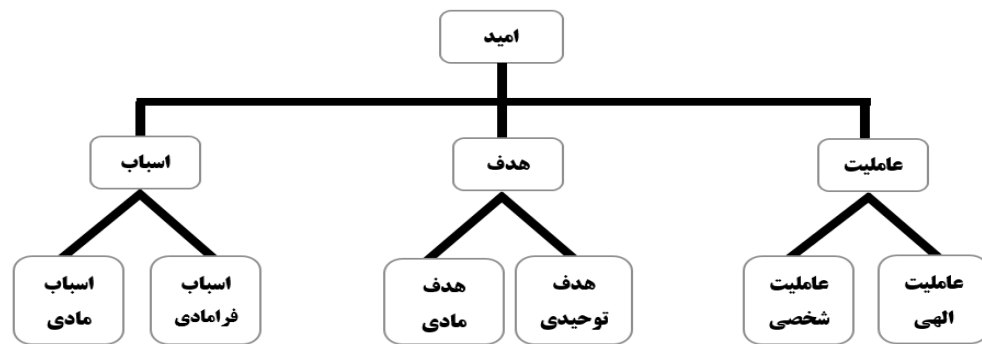 امید
عاملیت
هدف
اسباب
عاملیت
الهی
عاملیت
شخصی
هدف
توحیدی
هدف
مادی
اسباب
فرامادی
اسباب
مادی